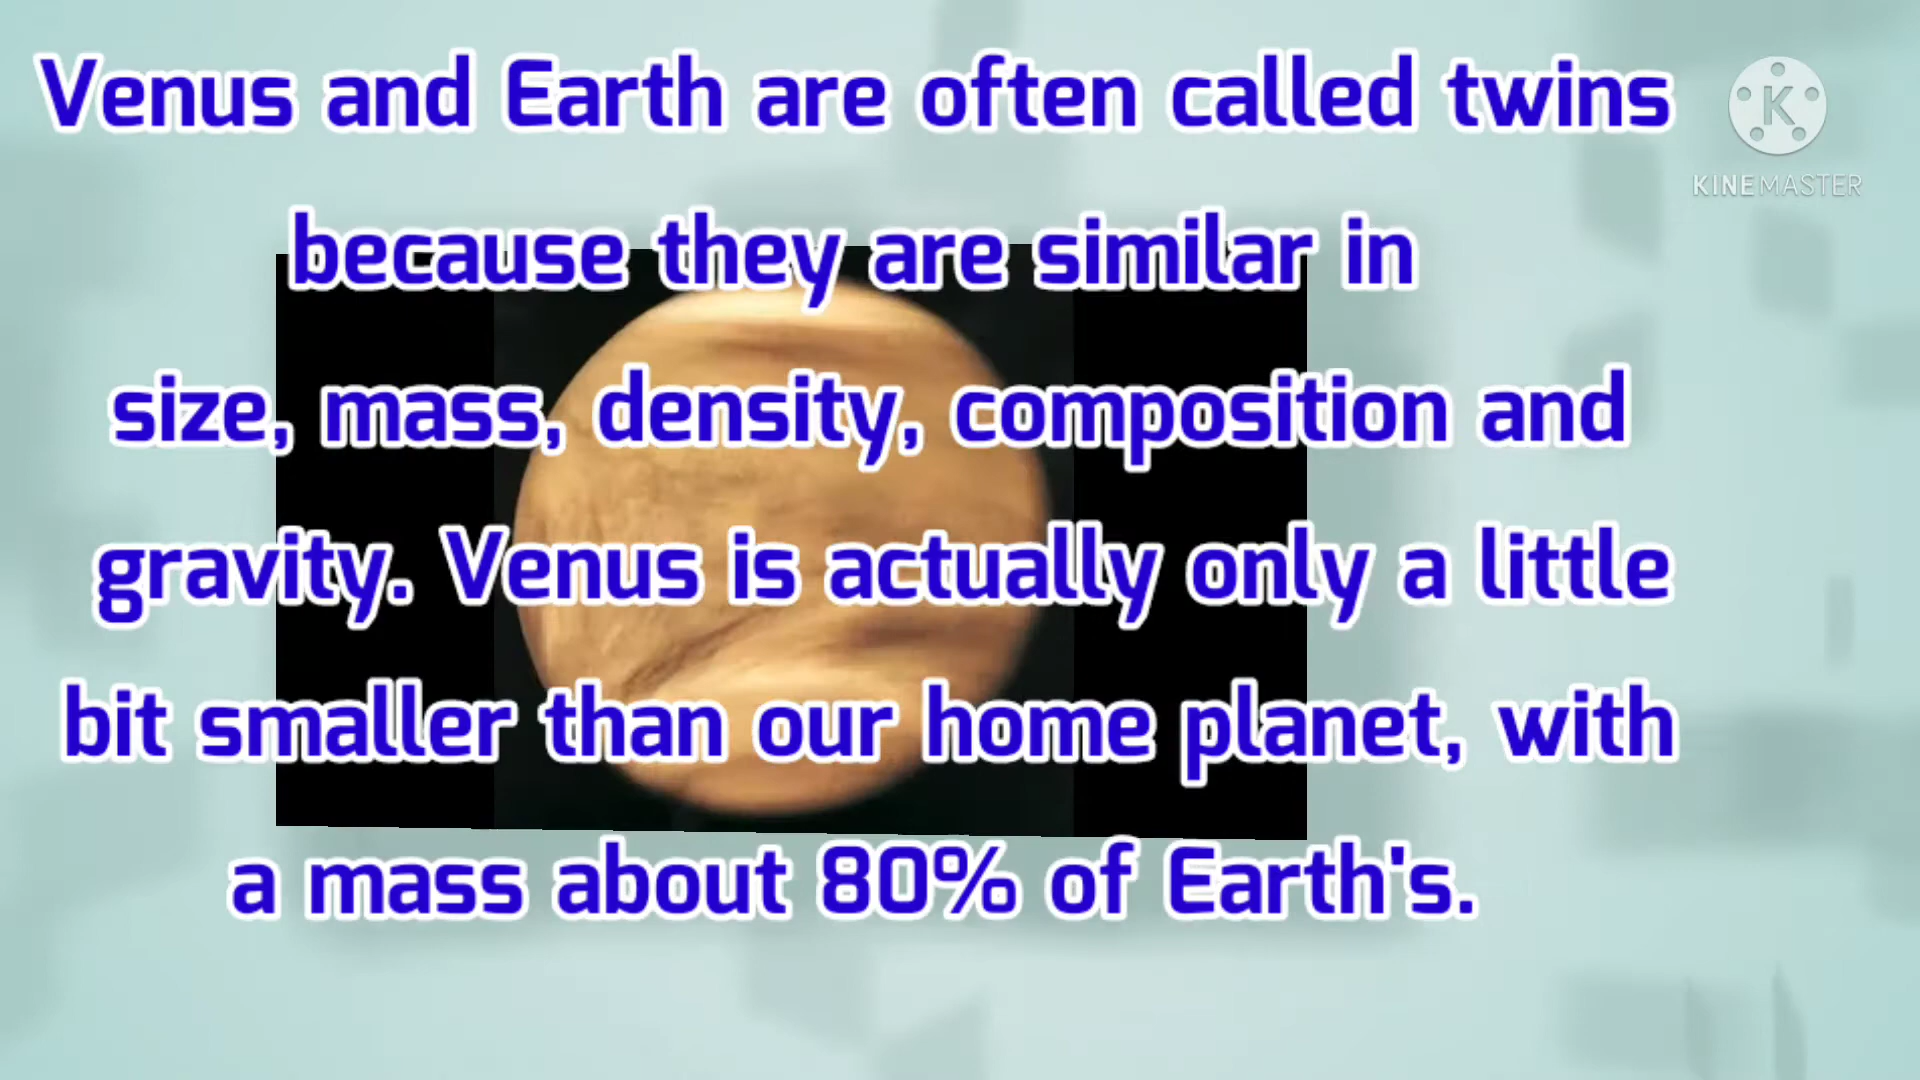 Venus and Earth are often called twins
because they are similar in
size, mass, density, composition and
gravity. Venus is actually only a little
bit smaller than our home planet, with
a mass about 80% of Earth's.
K
KINEMASTER